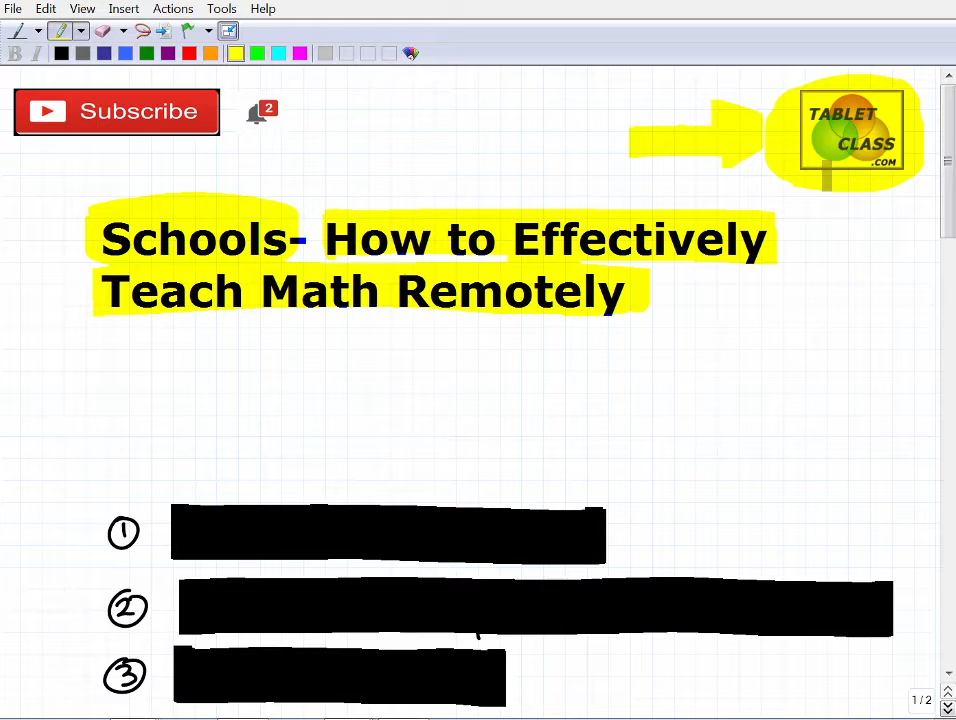 File Edit View Insert Actions Tools Help
B I
Subscribe 2
TABLET
CLASS
.COM
Schools- How to Effectively
Teach Math Remotely
1
2
3
1 / 2